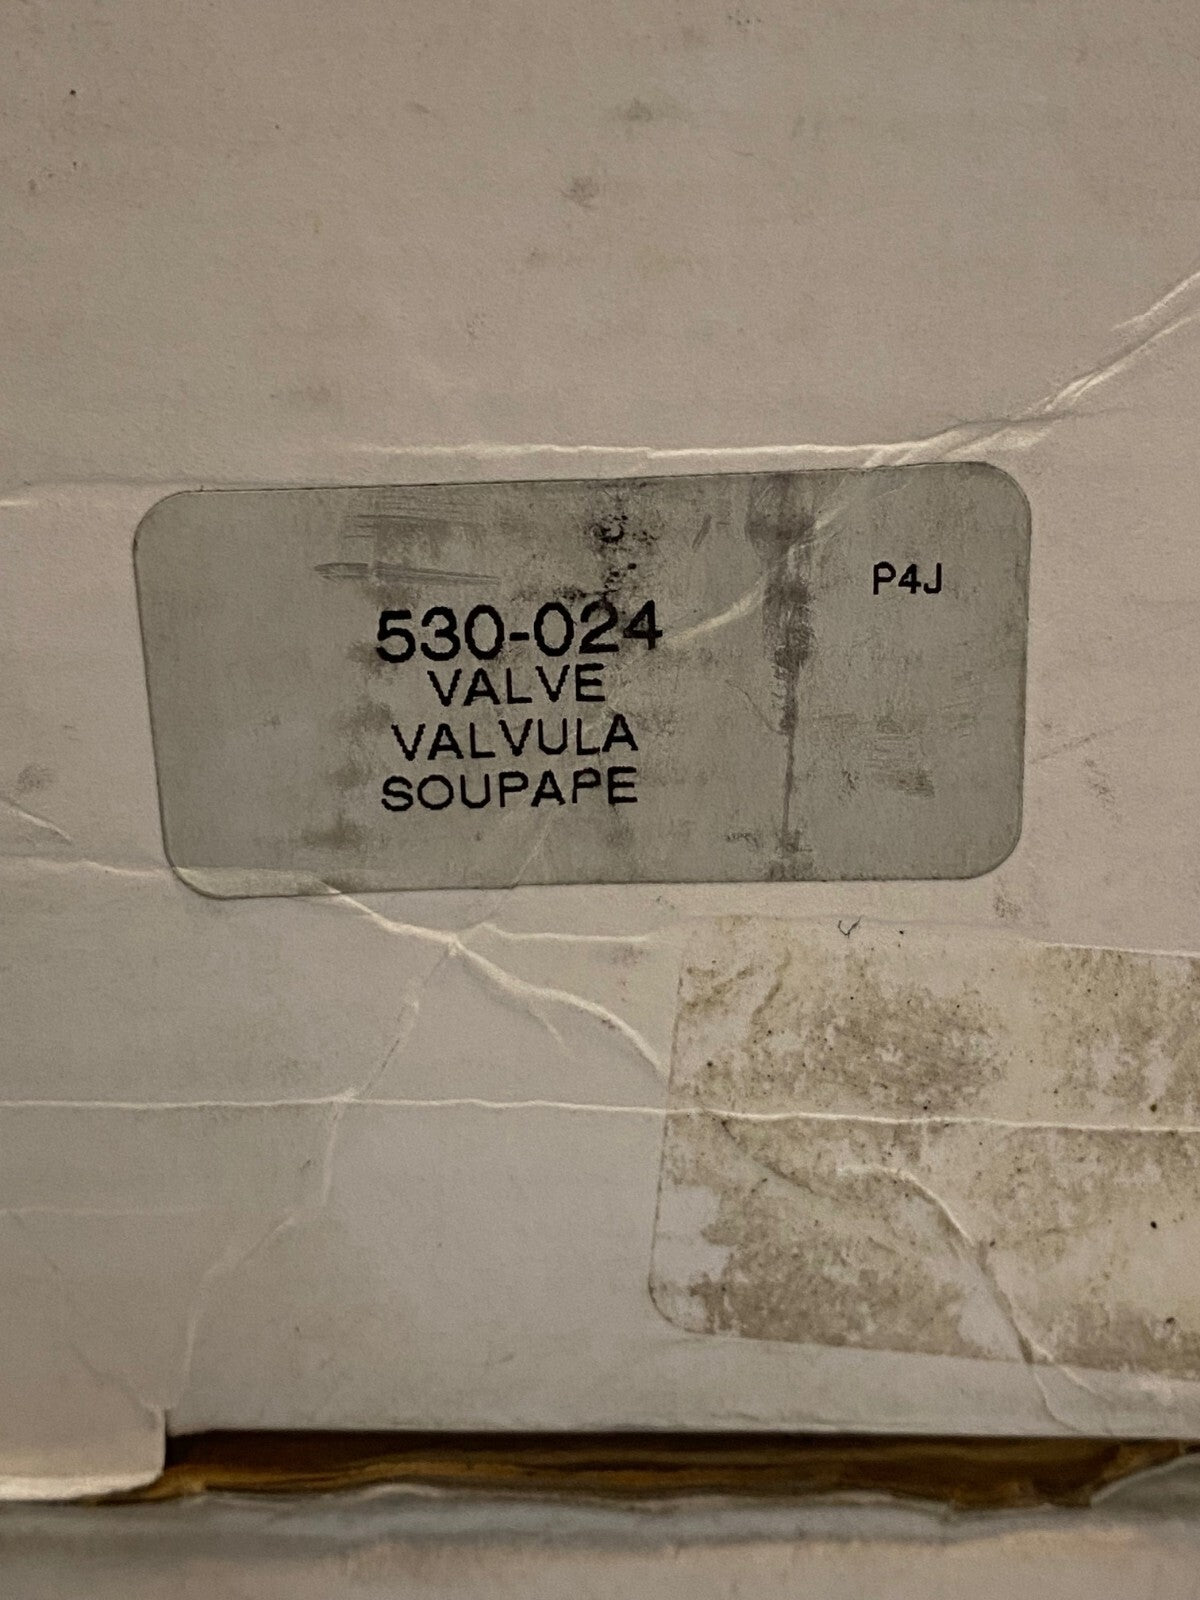 P4J
530-024
VALVE
VALVULA
SOUPAPE